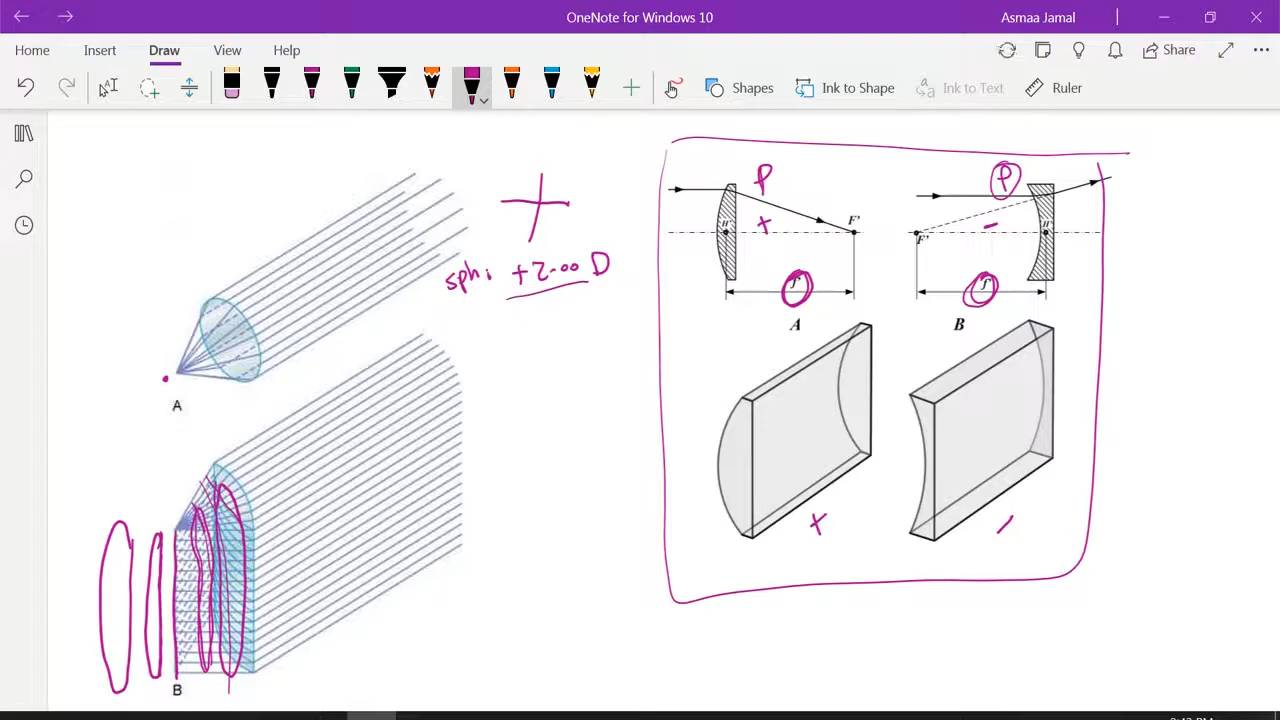 OneNote for Windows 10
Asmaa Jamal
Home Insert Draw View Help
Share
Shapes
Ink to Shape
Ink to Text
Ruler
P
P
+
-
F'
F'
H'
H'
sph: +2.00 D
f'
f'
A
B
A
+
-
B